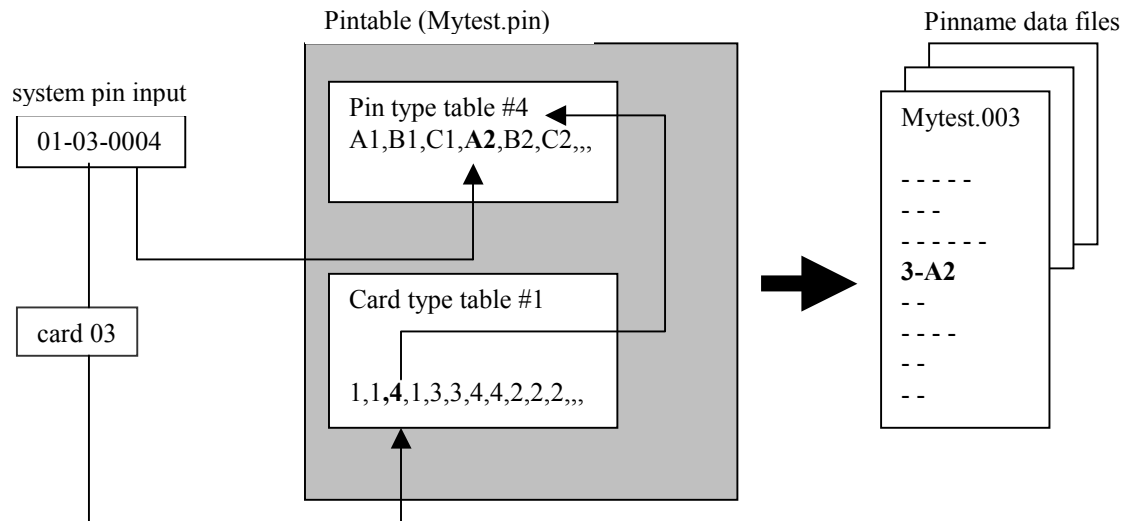 Pintable (Mytest.pin)
Pinname data files
system pin input
01-03-0004
card 03
Pin type table #4
A1,B1,C1,A2,B2,C2,,,
Card type table #1
1,1,4,1,3,3,4,4,2,2,2,,,
Mytest.003
- - - - -
- - -
- - - - - -
3-A2
- -
- - - -
- -
- -